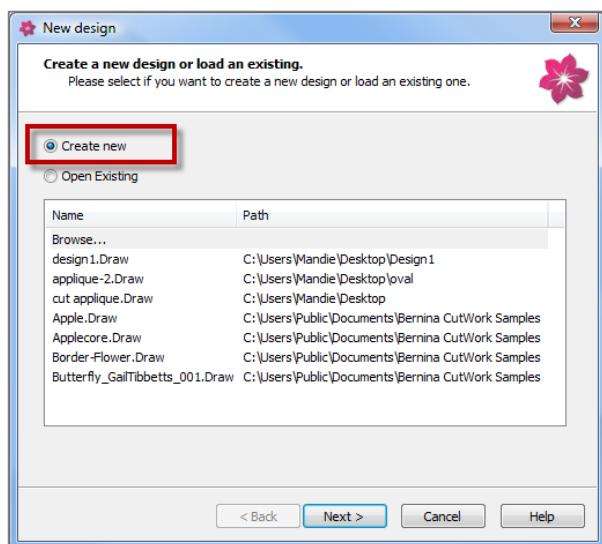 New design
Create a new design or load an existing.
Please select if you want to create a new design or load an existing one.
Create new
Open Existing
Name Path
Browse...
design1.Draw C:\Users\Mandie\Desktop\Design1
applique-2.Draw C:\Users\Mandie\Desktop\oval
cut applique.Draw C:\Users\Mandie\Desktop
Apple.Draw C:\Users\Public\Documents\Bernina CutWork Samples
Applecore.Draw C:\Users\Public\Documents\Bernina CutWork Samples
Border-Flower.Draw C:\Users\Public\Documents\Bernina CutWork Samples
Butterfly_GailTibbetts_001.Draw C:\Users\Public\Documents\Bernina CutWork Samples
< Back Next > Cancel Help